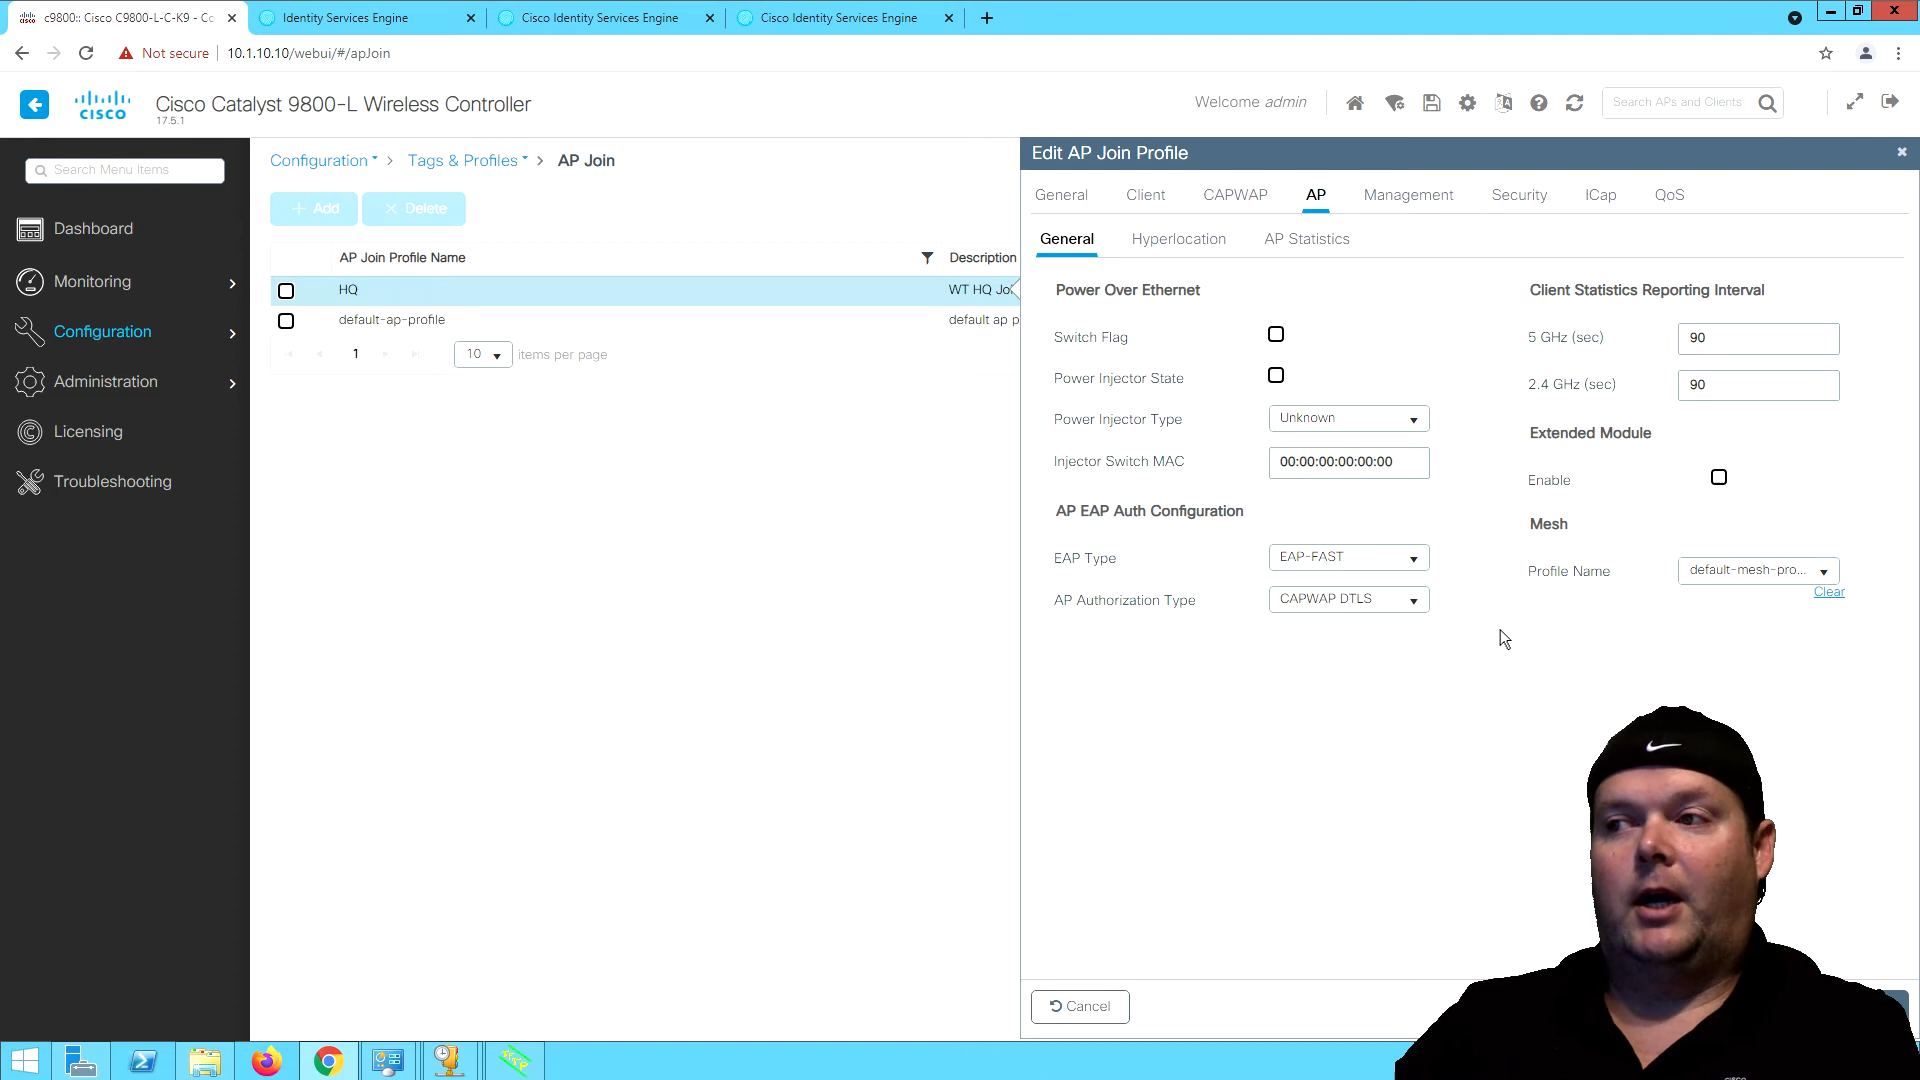 c9800:: Cisco C9800-L-C-K9 - Co
Identity Services Engine
Cisco Identity Services Engine
Cisco Identity Services Engine
Not secure
10.1.10.10/webui/#/apJoin
CISCO
Cisco Catalyst 9800-L Wireless Controller
17.5.1
Welcome admin
Search APs and Clients
Search Menu Items
Dashboard
Monitoring
Configuration
Administration
Licensing
Troubleshooting
Configuration > Tags & Profiles > AP Join
Add
Delete
AP Join Profile Name
Description
HQ
WT HQ Joi
default-ap-profile
default ap p
1
10
items per page
Edit AP Join Profile
General
Client
CAPWAP
AP
Management
Security
ICap
QoS
General
Hyperlocation
AP Statistics
Power Over Ethernet
Switch Flag
Power Injector State
Power Injector Type
Unknown
Injector Switch MAC
00:00:00:00:00:00
AP EAP Auth Configuration
EAP Type
EAP-FAST
AP Authorization Type
CAPWAP DTLS
Client Statistics Reporting Interval
5 GHz (sec)
90
2.4 GHz (sec)
90
Extended Module
Enable
Mesh
Profile Name
default-mesh-pro...
Clear
Cancel